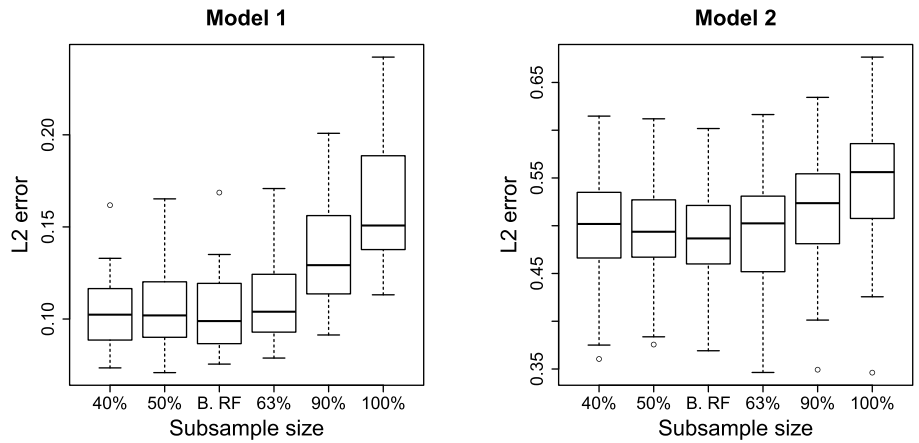 Model 1
L2 error
0.20
0.15
0.10
40% 50% B. RF 63% 90% 100%
Subsample size
Model 2
L2 error
0.65
0.55
0.45
0.35
40% 50% B. RF 63% 90% 100%
Subsample size